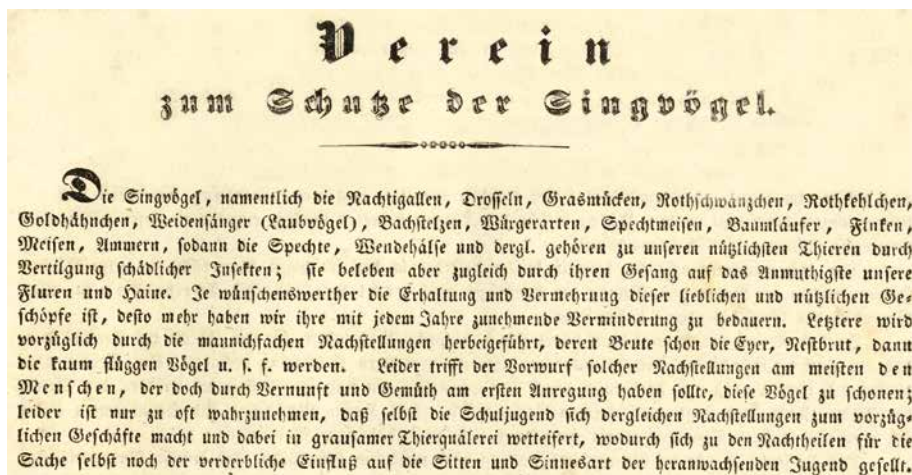 Verein
zum Schutze der Singvögel.
Die Singvögel, namentlich die Nachtigallen, Drosseln, Grasmücken, Rothschwänzchen, Rothkehlchen,
Goldhähnchen, Weidensänger (Laubvögel), Bachstelzen, Würgerarten, Spechtmeisen, Baumläufer, Finken,
Meisen, Ammern, sodann die Spechte, Wendehälse und dergl. gehören zu unseren nützlichsten Thieren durch
Vertilgung schädlicher Insekten; sie beleben aber zugleich durch ihren Gesang auf das Anmuthigste unsere
Fluren und Haine. Je wünschenswerther die Erhaltung und Vermehrung dieser lieblichen und nützlichen Ge-
schöpfe ist, desto mehr haben wir ihre mit jedem Jahre zunehmende Verminderung zu bedauern. Letztere wird
vorzüglich durch die mannichfachen Nachstellungen herbeigeführt, deren Beute schon die Eyer, Nestbrut, dann
die kaum flüggen Vögel u. s. f. werden. Leider trifft der Vorwurf solcher Nachstellungen am meisten den
Menschen, der doch durch Vernunft und Gemüth am ersten Anregung haben sollte, diese Vögel zu schonen;
leider ist nur zu oft wahrzunehmen, daß selbst die Schuljugend sich dergleichen Nachstellungen zum vorzüg-
lichen Geschäfte macht und dabei in grausamer Thierquälerei wetteifert, wodurch sich zu den Nachtheilen für die
Sache selbst noch der verderbliche Einfluß auf die Sitten und Sinnesart der heranwachsenden Jugend gesellt.